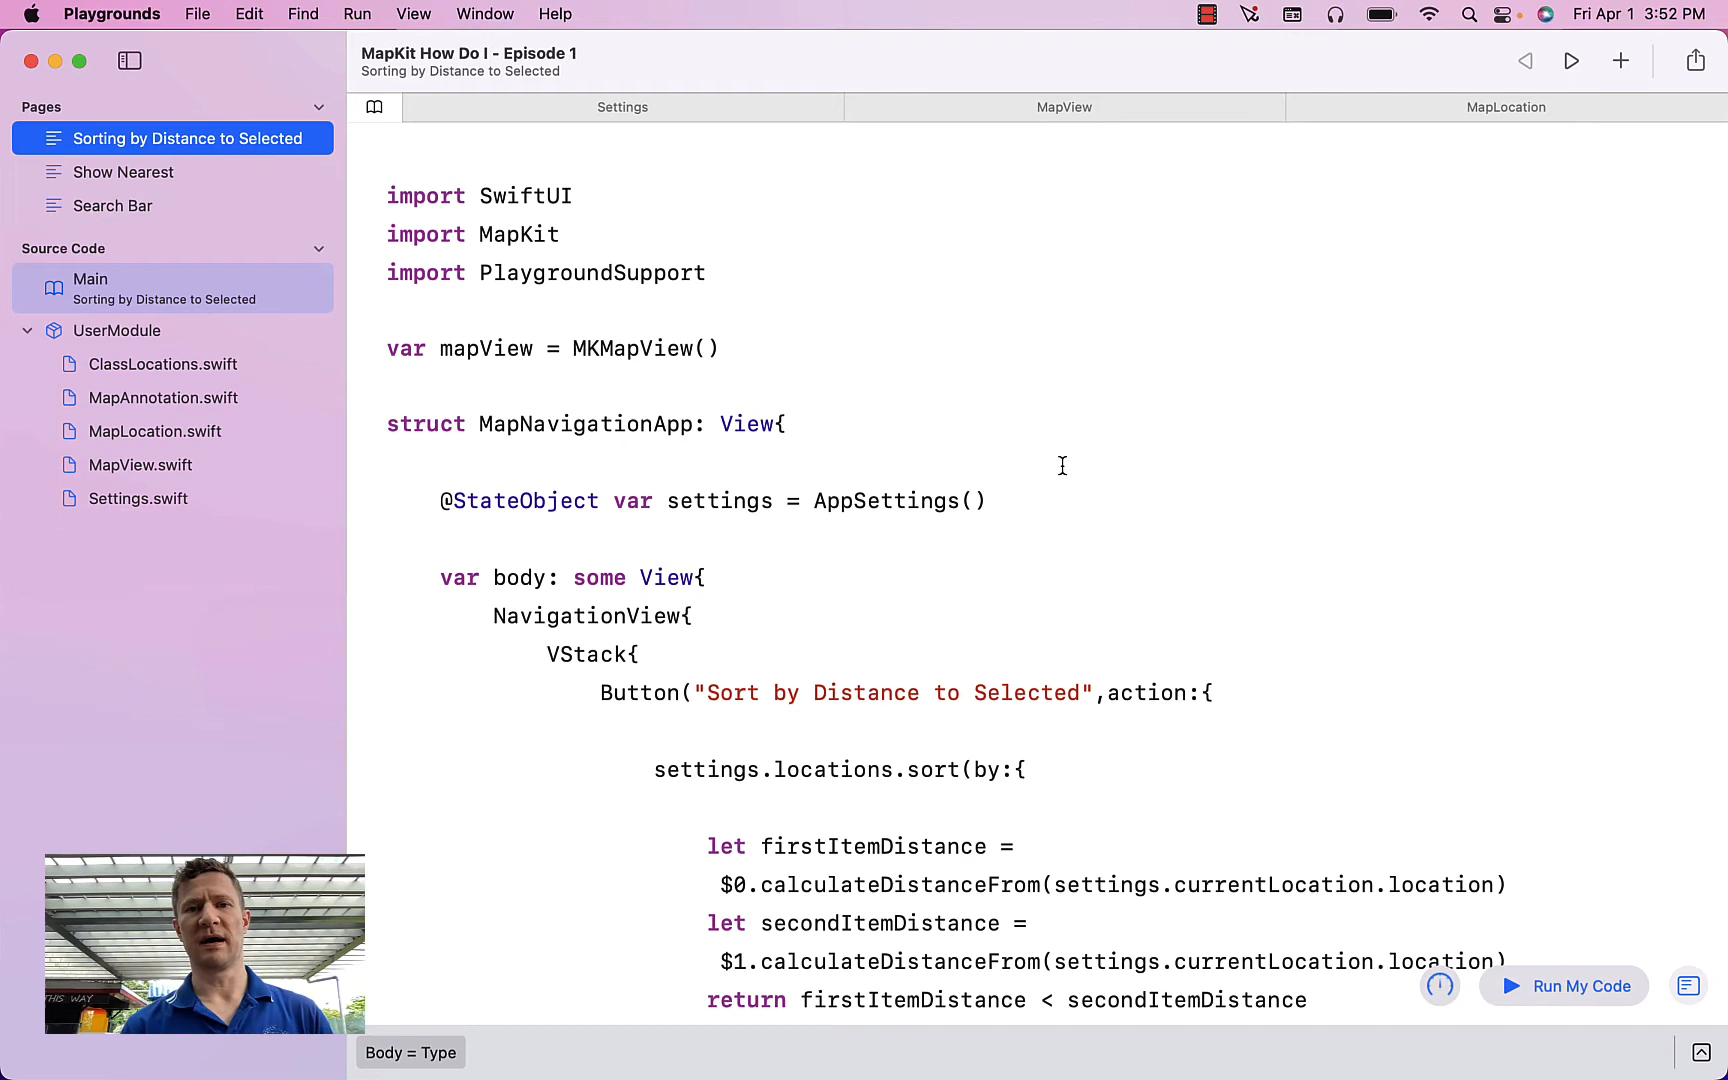 Playgrounds File Edit Find Run View Window Help Fri Apr 1 3:52 PM
MapKit How Do I - Episode 1
Sorting by Distance to Selected
Pages
Sorting by Distance to Selected
Show Nearest
Search Bar
Source Code
Main
Sorting by Distance to Selected
UserModule
ClassLocations.swift
MapAnnotation.swift
MapLocation.swift
MapView.swift
Settings.swift
Settings MapView MapLocation
import SwiftUI
import MapKit
import PlaygroundSupport
var mapView = MKMapView()
struct MapNavigationApp: View{
@StateObject var settings = AppSettings()
var body: some View{
NavigationView{
VStack{
Button("Sort by Distance to Selected",action:{
settings.locations.sort(by:{
let firstItemDistance =
$0.calculateDistanceFrom(settings.currentLocation.location)
let secondItemDistance =
$1.calculateDistanceFrom(settings.currentLocation.location)
return firstItemDistance < secondItemDistance
Run My Code
THIS WAY
Body = Type